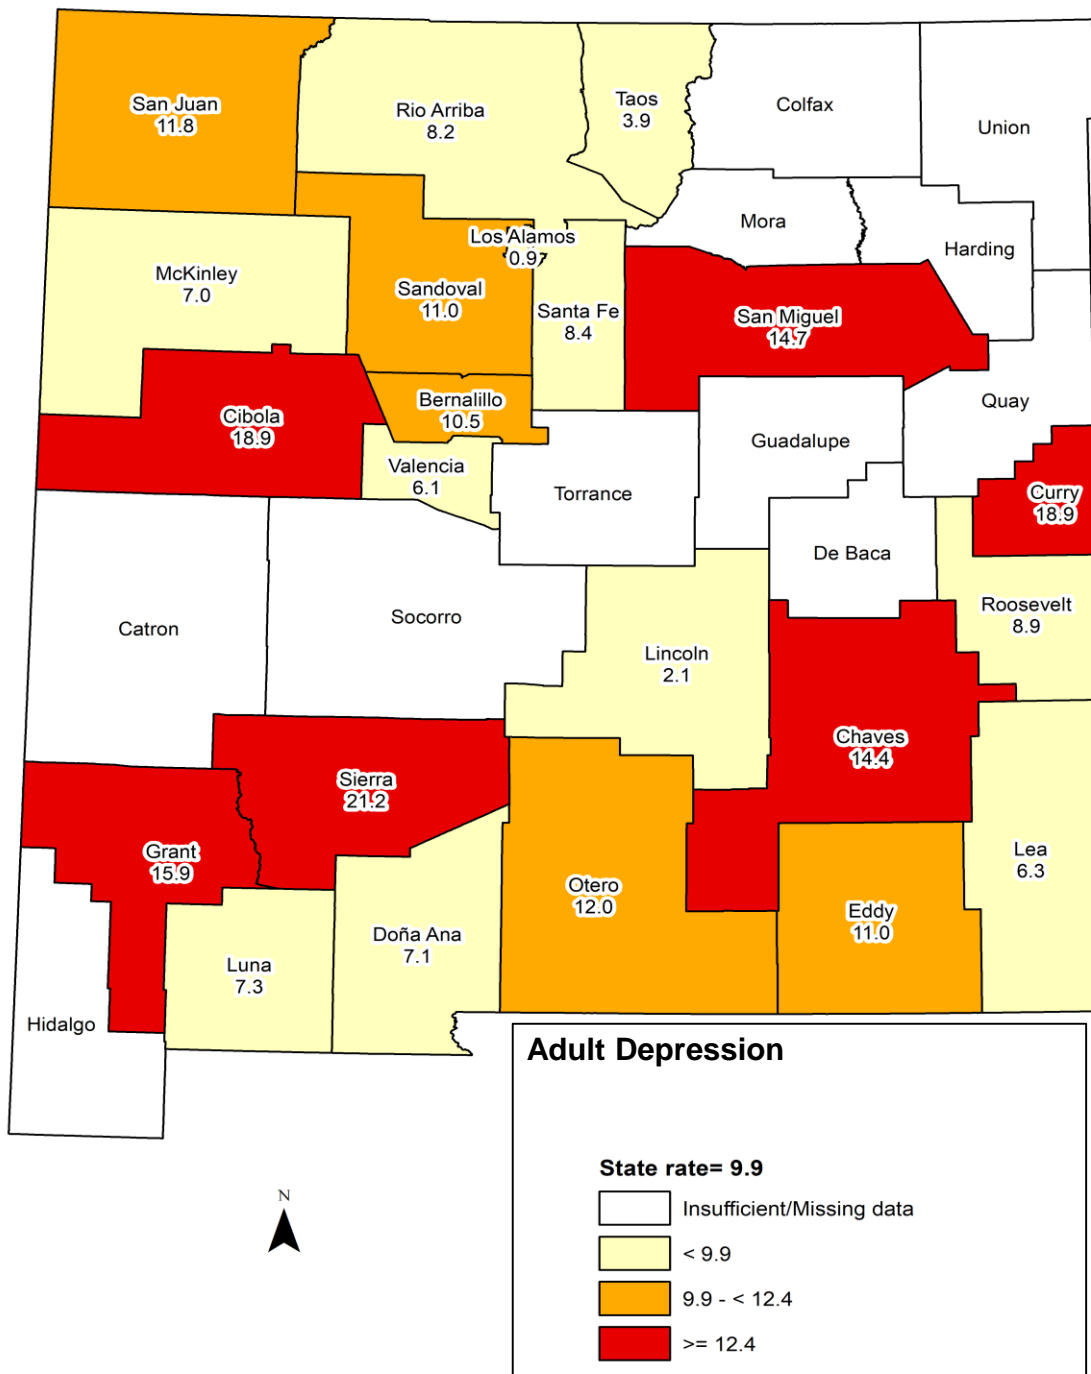 San Juan
11.8
Rio Arriba
8.2
Taos
3.9
Colfax
Union
Mora
Harding
Los Alamos
0.9
McKinley
7.0
Sandoval
11.0
Santa Fe
8.4
San Miguel
14.7
Quay
Cibola
18.9
Bernalillo
10.5
Guadalupe
Valencia
6.1
Torrance
Curry
18.9
De Baca
Roosevelt
8.9
Catron
Socorro
Lincoln
2.1
Chaves
14.4
Sierra
21.2
Grant
15.9
Lea
6.3
Otero
12.0
Eddy
11.0
Doña Ana
7.1
Luna
7.3
Hidalgo
Adult Depression
State rate= 9.9
Insufficient/Missing data
< 9.9
9.9 - < 12.4
>= 12.4
N